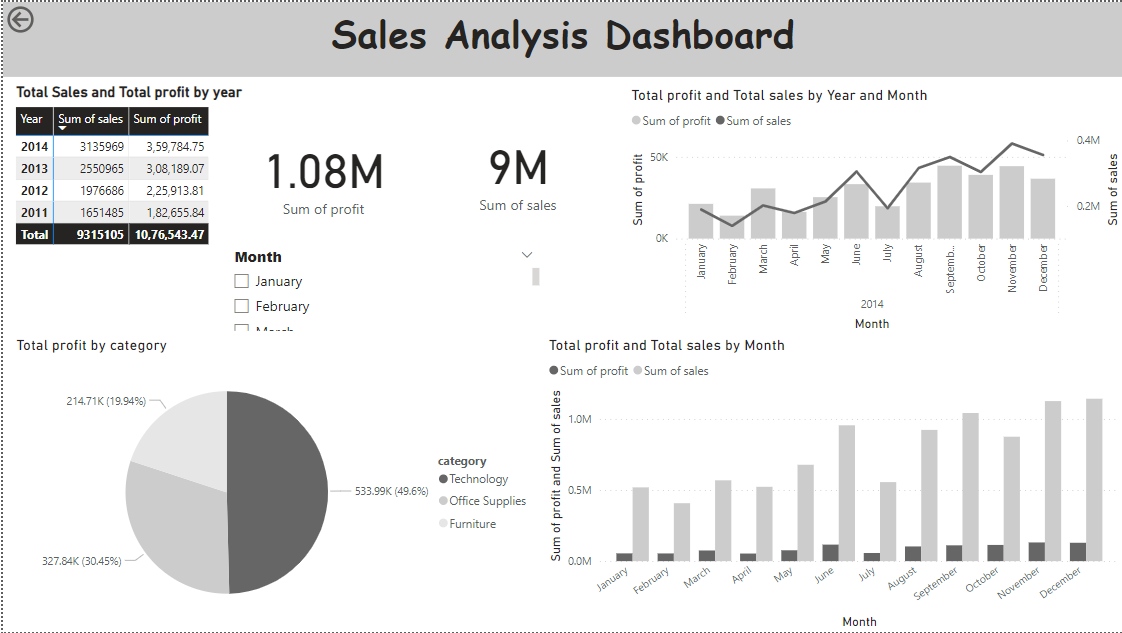 Sales Analysis Dashboard
Total Sales and Total profit by year
Year Sum of sales Sum of profit
2014 3135969 3,59,784.75
2013 2550965 3,08,189.07
2012 1976686 2,25,913.81
2011 1651485 1,82,655.84
Total 9315105 10,76,543.47
1.08M
Sum of profit
9M
Sum of sales
Month
January
February
March
Total profit and Total sales by Year and Month
Sum of profit Sum of sales
Sum of profit
50K
0K
0.4M
0.2M
Sum of sales
January
February
March
April
May
June
July
August
Septemb...
October
November
December
2014
Month
Total profit by category
214.71K (19.94%)
533.99K (49.6%)
327.84K (30.45%)
category
Technology
Office Supplies
Furniture
Total profit and Total sales by Month
Sum of profit Sum of sales
Sum of profit and Sum of sales
1.0M
0.5M
0.0M
January
February
March
April
May
June
July
August
September
October
November
December
Month